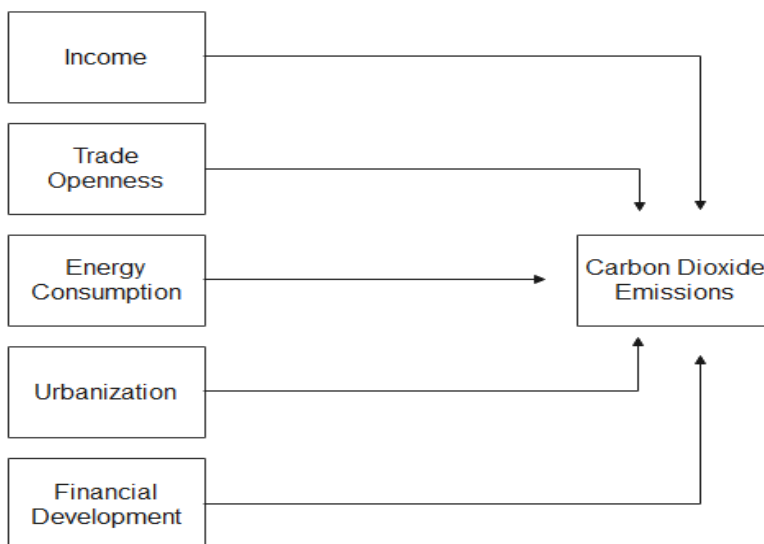 Income
Trade
Openness
Energy
Consumption
Carbon Dioxide
Emissions
Urbanization
Financial
Development